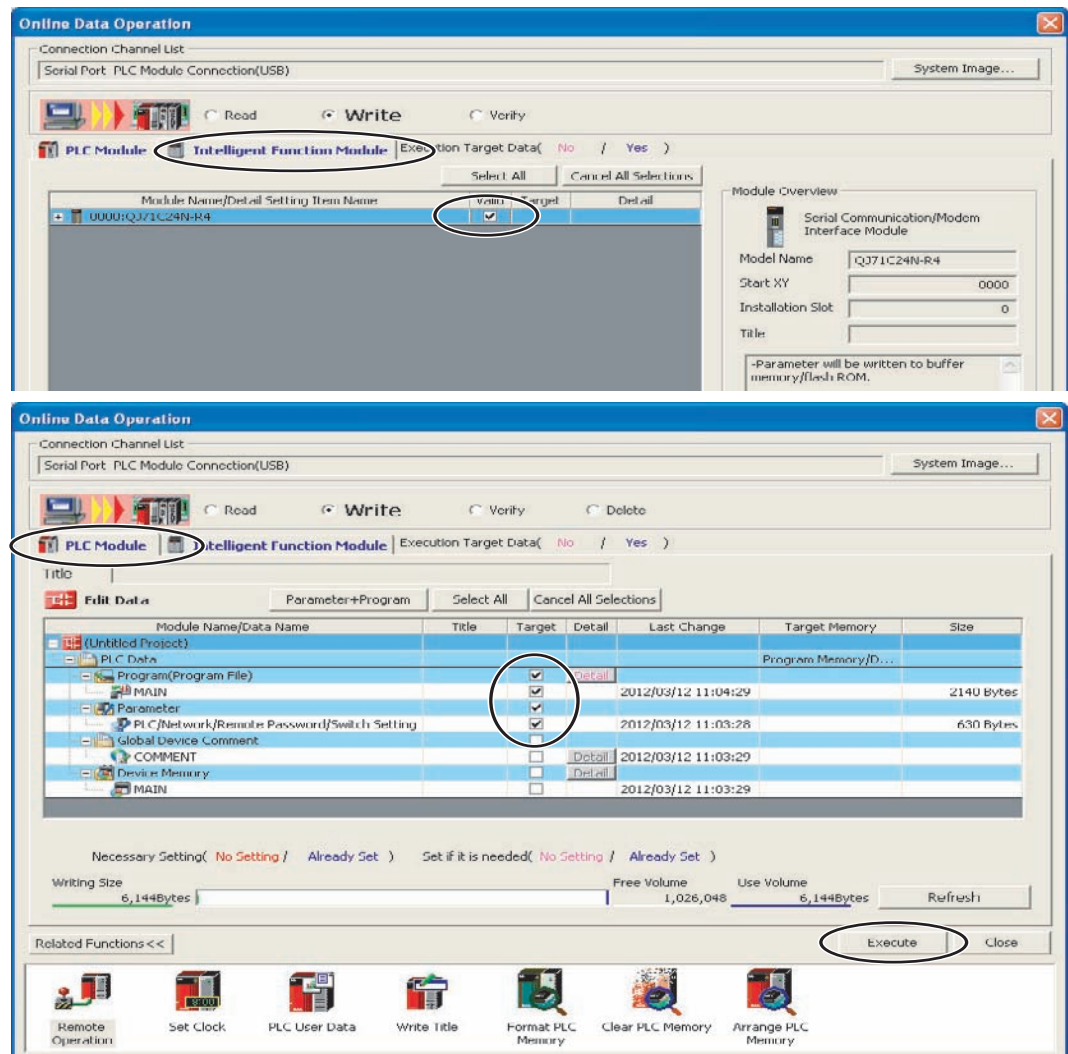 Online Data Operation
Connection Channel List
Serial Port PLC Module Connection(USB)
System Image...
Read
Write
Verify
PLC Module
Intelligent Function Module
Execution Target Data( No / Yes )
Select All
Cancel All Selections
Module Name/Detail Setting Item Name
Valid
Target
Detail
0000:QJ71C24N-R4
Module Overview
Serial Communication/Modem
Interface Module
Model Name
QJ71C24N-R4
Start XY
0000
Installation Slot
0
Title
-Parameter will be written to buffer
memory/flash ROM.
Online Data Operation
Connection Channel List
Serial Port PLC Module Connection(USB)
System Image...
Read
Write
Verify
Delete
PLC Module
Intelligent Function Module
Execution Target Data( No / Yes )
Title
Edit Data
Parameter+Program
Select All
Cancel All Selections
Module Name/Data Name
Title
Target
Detail
Last Change
Target Memory
Size
(Untitled Project)
PLC Data
Program Memory/D...
Program(Program File)
Detail
MAIN
2012/03/12 11:04:29
2140 Bytes
Parameter
PLC/Network/Remote Password/Switch Setting
2012/03/12 11:03:28
630 Bytes
Global Device Comment
COMMENT
Detail
2012/03/12 11:03:29
Device Memory
Detail
MAIN
2012/03/12 11:03:29
Necessary Setting( No Setting / Already Set )
Set if it is needed( No Setting / Already Set )
Writing Size
6,144Bytes
Free Volume
1,026,048
Use Volume
6,144Bytes
Refresh
Related Functions<<
Execute
Close
Remote
Operation
Set Clock
PLC User Data
Write Title
Format PLC
Memory
Clear PLC Memory
Arrange PLC
Memory